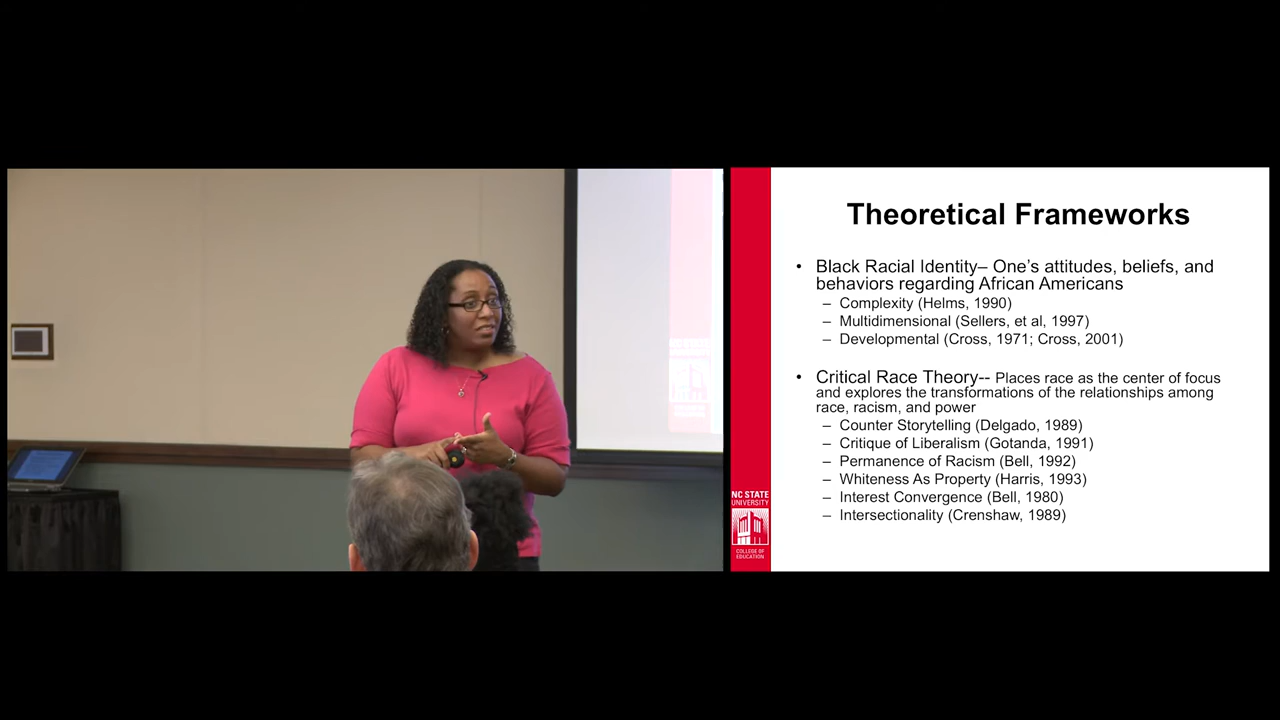 Theoretical Frameworks
• Black Racial Identity– One's attitudes, beliefs, and
behaviors regarding African Americans
– Complexity (Helms, 1990)
– Multidimensional (Sellers, et al, 1997)
– Developmental (Cross, 1971; Cross, 2001)
• Critical Race Theory-- Places race as the center of focus
and explores the transformations of the relationships among
race, racism, and power
– Counter Storytelling (Delgado, 1989)
– Critique of Liberalism (Gotanda, 1991)
– Permanence of Racism (Bell, 1992)
– Whiteness As Property (Harris, 1993)
– Interest Convergence (Bell, 1980)
– Intersectionality (Crenshaw, 1989)
NC STATE
UNIVERSITY
COLLEGE OF
EDUCATION